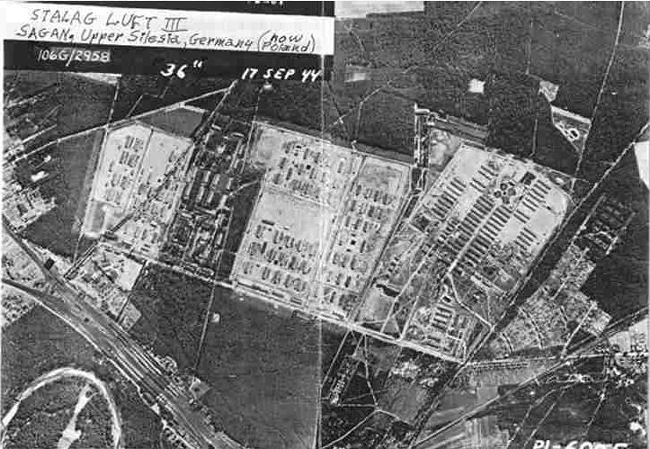 STALAG LUFT III
SAGAN, Upper Silesia, Germany (now Poland)
106G/2958
36" 17 SEP 44